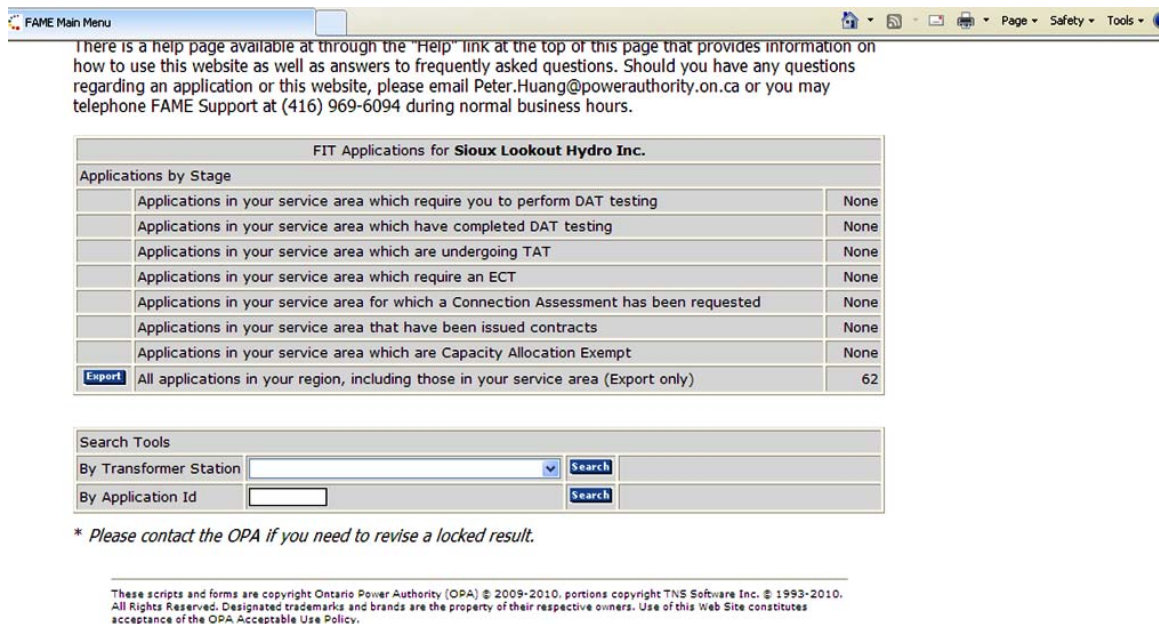 FAME Main Menu
Page
Safety
Tools
There is a help page available at through the "Help" link at the top of this page that provides information on
how to use this website as well as answers to frequently asked questions. Should you have any questions
regarding an application or this website, please email Peter.Huang@powerauthority.on.ca or you may
telephone FAME Support at (416) 969-6094 during normal business hours.
FIT Applications for Sioux Lookout Hydro Inc.
Applications by Stage
Applications in your service area which require you to perform DAT testing None
Applications in your service area which have completed DAT testing None
Applications in your service area which are undergoing TAT None
Applications in your service area which require an ECT None
Applications in your service area for which a Connection Assessment has been requested None
Applications in your service area that have been issued contracts None
Applications in your service area which are Capacity Allocation Exempt None
Export All applications in your region, including those in your service area (Export only) 62
Search Tools
By Transformer Station Search
By Application Id Search
* Please contact the OPA if you need to revise a locked result.
These scripts and forms are copyright Ontario Power Authority (OPA) © 2009-2010, portions copyright TNS Software Inc. © 1993-2010.
All Rights Reserved. Designated trademarks and brands are the property of their respective owners. Use of this Web Site constitutes
acceptance of the OPA Acceptable Use Policy.